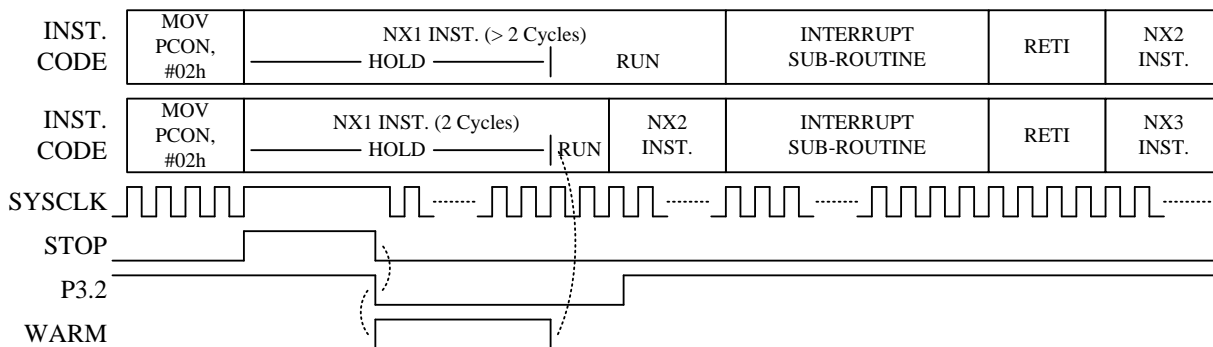 INST.
CODE
MOV
PCON,
#02h
NX1 INST. (> 2 Cycles)
HOLD
RUN
INTERRUPT
SUB-ROUTINE
RETI
NX2
INST.
INST.
CODE
MOV
PCON,
#02h
NX1 INST. (2 Cycles)
HOLD
RUN
NX2
INST.
INTERRUPT
SUB-ROUTINE
RETI
NX3
INST.
SYSCLK
STOP
P3.2
WARM